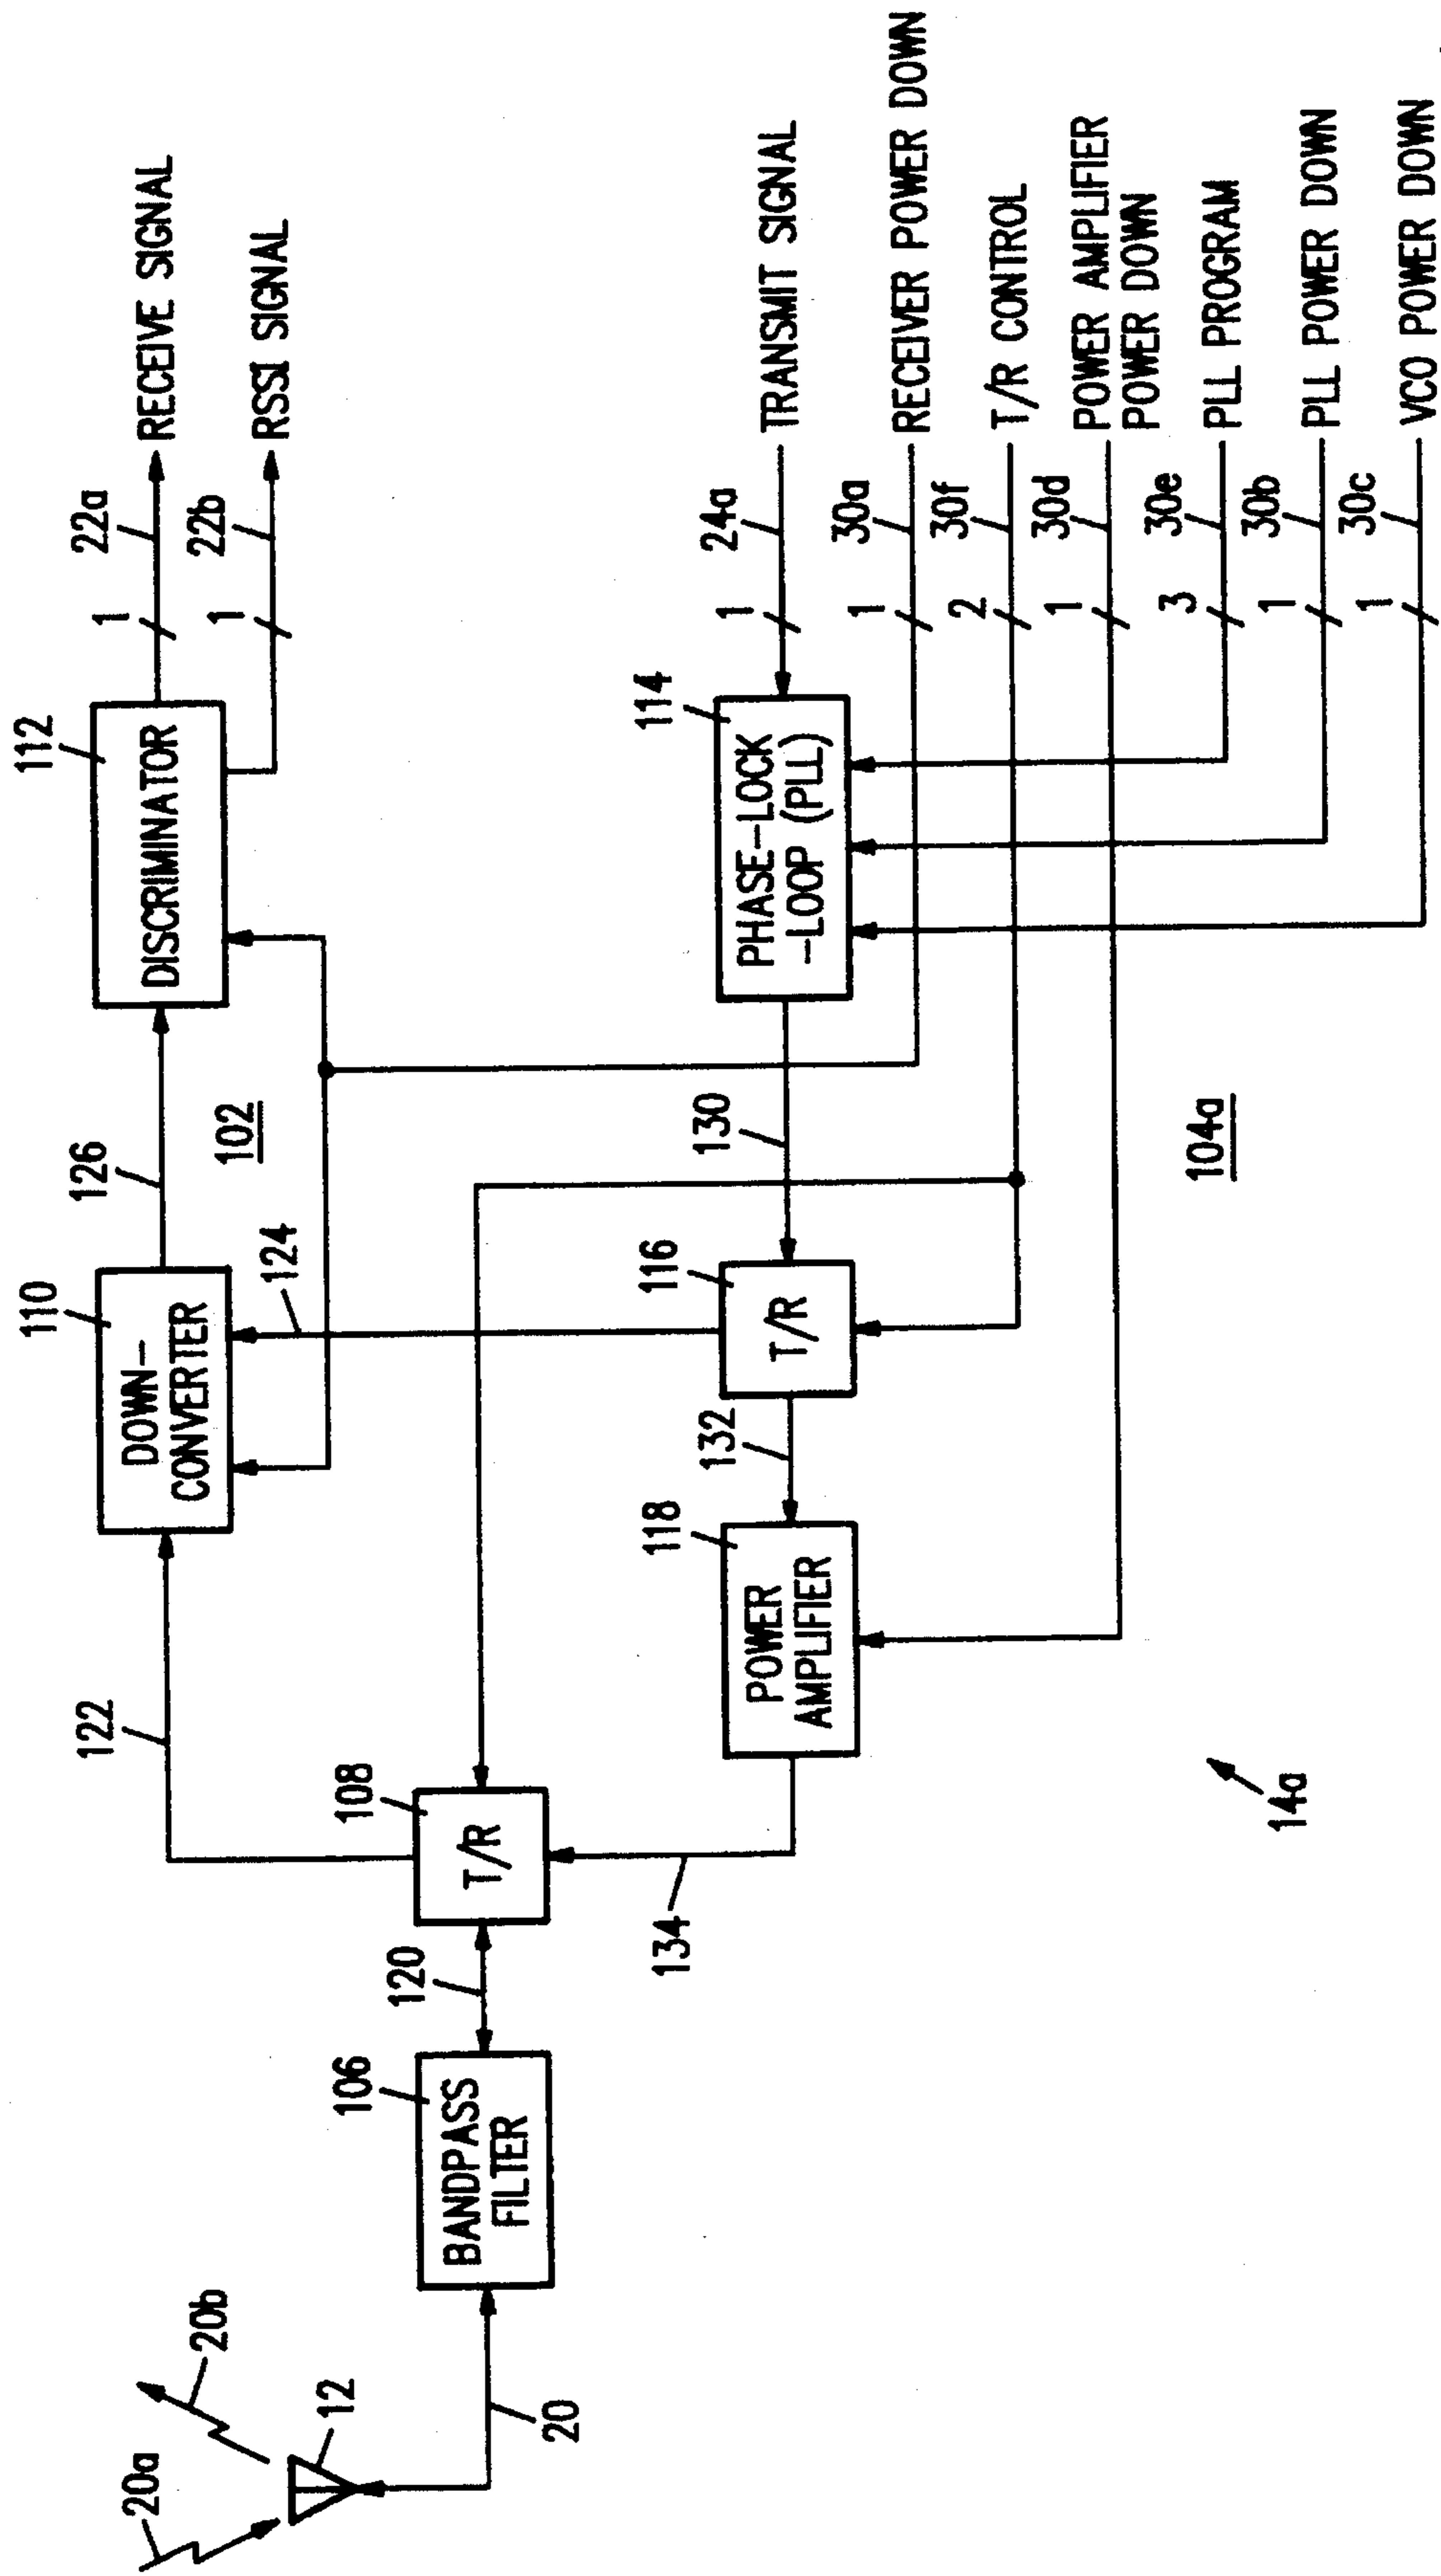 20a
20b
12
20
106
BANDPASS
FILTER
120
108
T/R
122
134
110
DOWN-
CONVERTER
124
126
102
112
DISCRIMINATOR
1
22a
RECEIVE SIGNAL
1
22b
RSSI SIGNAL
118
POWER
AMPLIFIER
132
116
T/R
130
114
PHASE-LOCK
-LOOP (PLL)
1
24a
TRANSMIT SIGNAL
1
30a
RECEIVER POWER DOWN
2
30f
T/R CONTROL
1
30d
POWER AMPLIFIER
POWER DOWN
3
30e
PLL PROGRAM
1
30b
PLL POWER DOWN
1
30c
VCO POWER DOWN
104a
14a